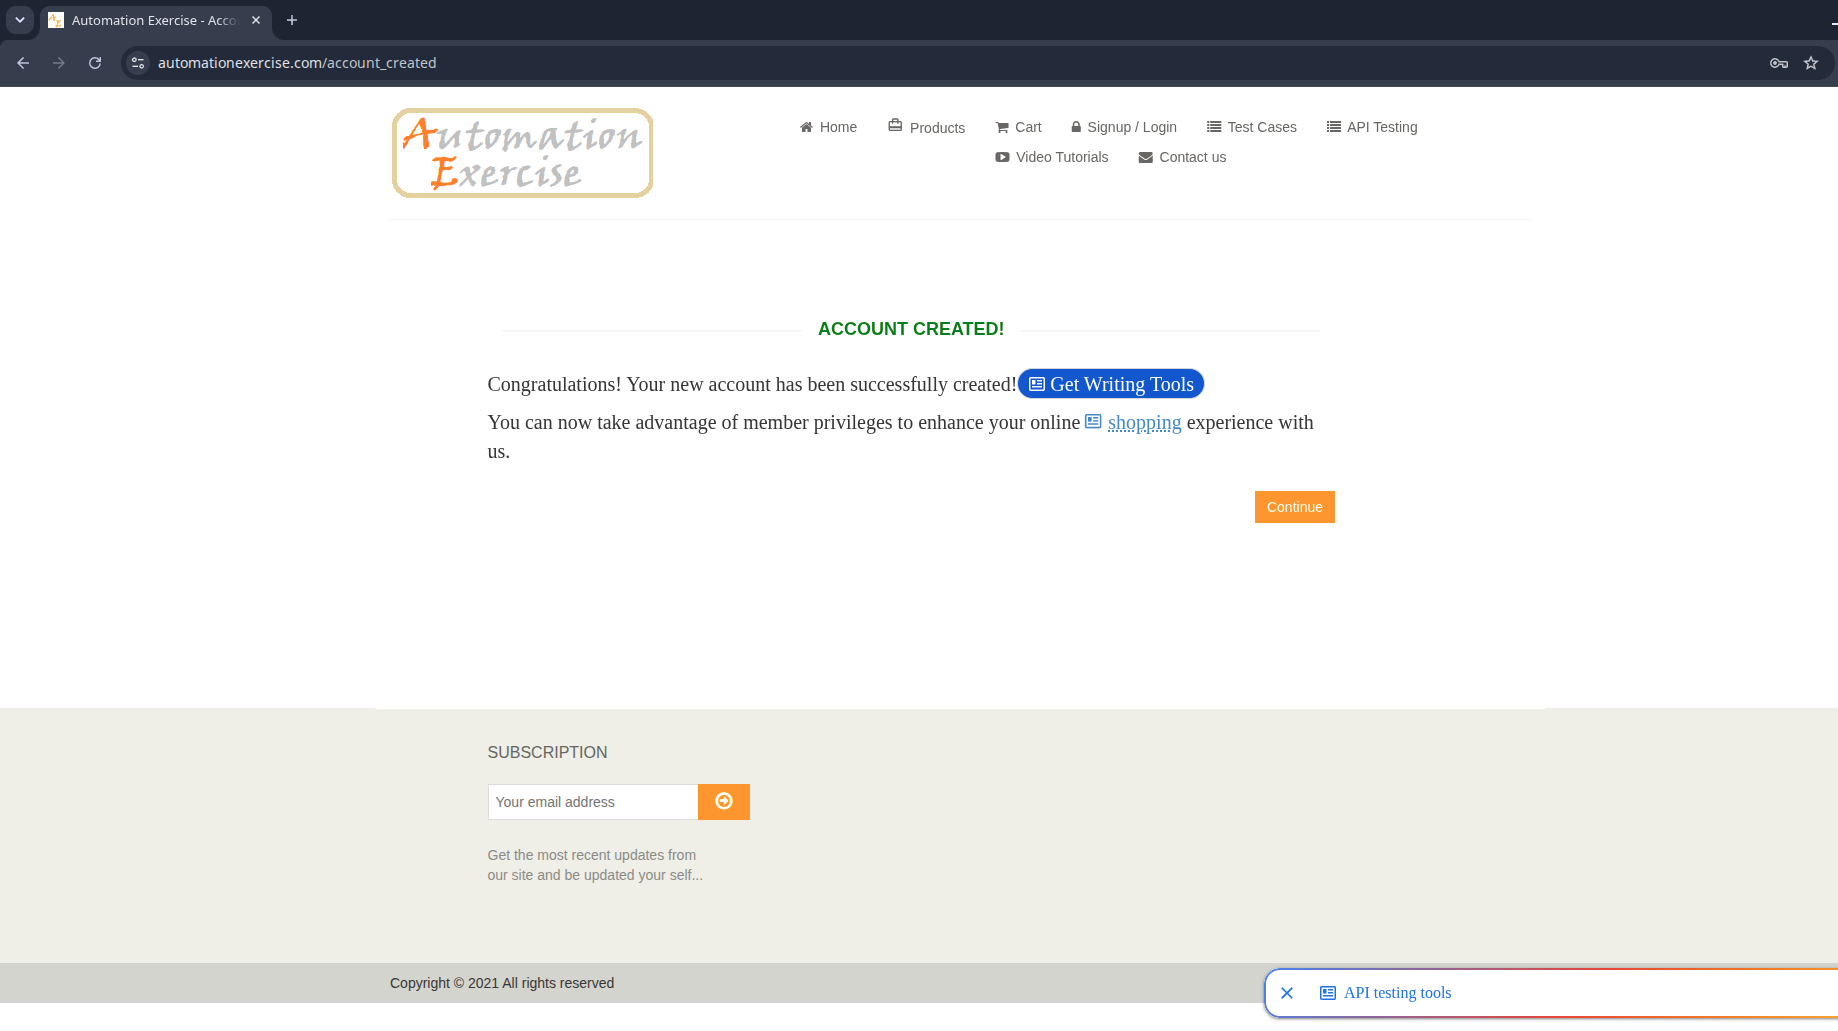 Automation Exercise - Acco
automationexercise.com/account_created
Automation
Exercise
Home
Products
Cart
Signup / Login
Test Cases
API Testing
Video Tutorials
Contact us
ACCOUNT CREATED!
Congratulations! Your new account has been successfully created! Get Writing Tools
You can now take advantage of member privileges to enhance your online shopping experience with
us.
Continue
SUBSCRIPTION
Your email address
Get the most recent updates from
our site and be updated your self...
Copyright © 2021 All rights reserved
API testing tools